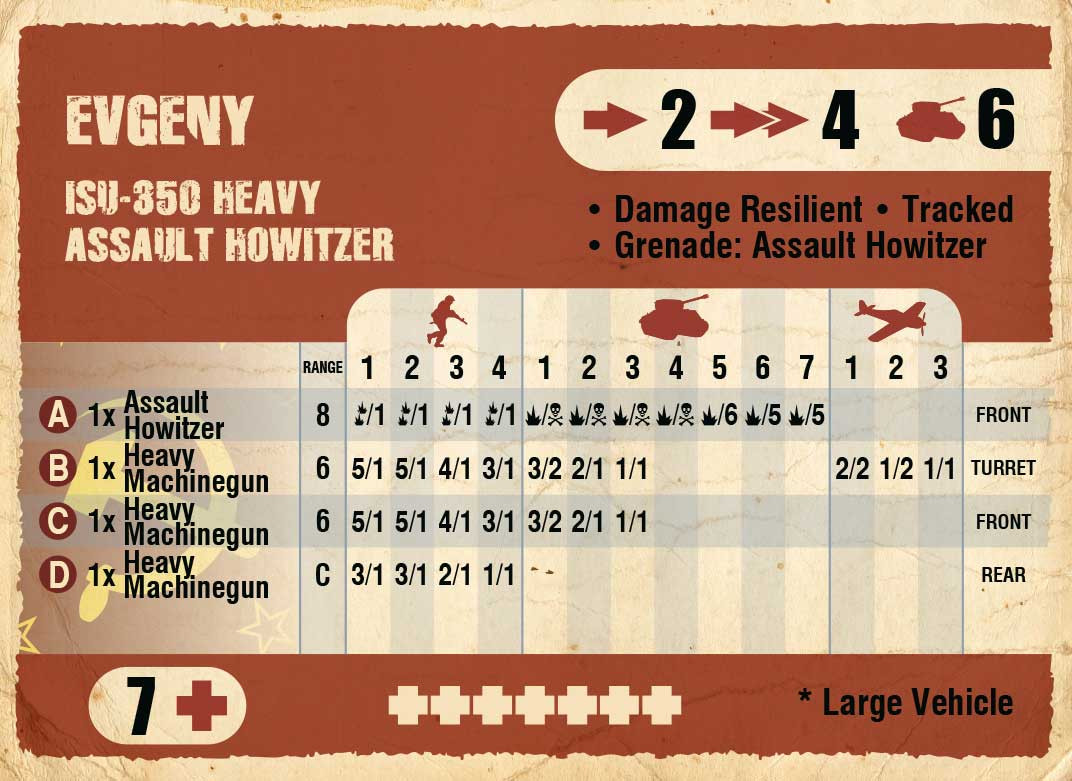 EVGENY
ISU-350 HEAVY
ASSAULT HOWITZER
2 4 6
• Damage Resilient • Tracked
• Grenade: Assault Howitzer
RANGE 1 2 3 4 1 2 3 4 5 6 7 1 2 3
A 1x Assault Howitzer 8 /1 /1 /1 /1 / / / / /6 /5 /5 FRONT
B 1x Heavy Machinegun 6 5/1 5/1 4/1 3/1 3/2 2/1 1/1 2/2 1/2 1/1 TURRET
C 1x Heavy Machinegun 6 5/1 5/1 4/1 3/1 3/2 2/1 1/1 FRONT
D 1x Heavy Machinegun C 3/1 3/1 2/1 1/1 REAR
7
* Large Vehicle